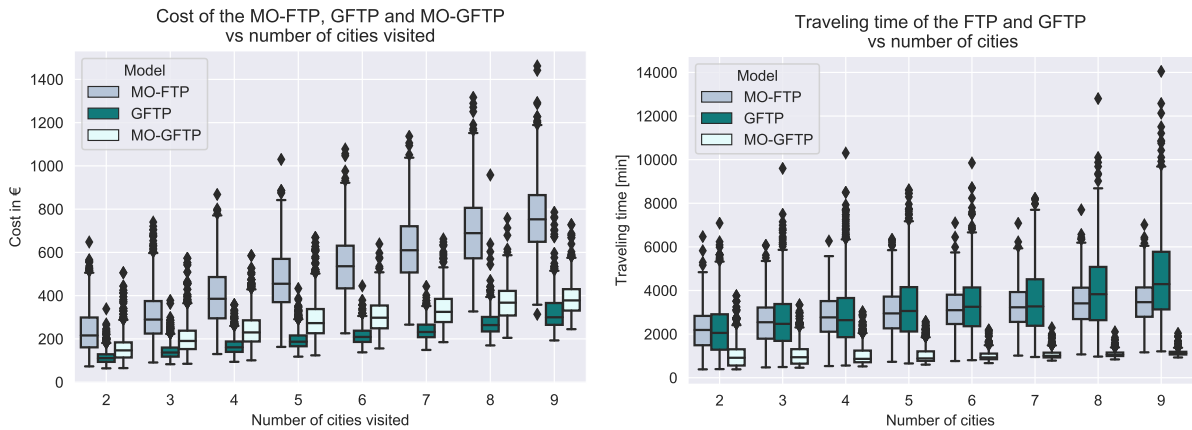 Cost of the MO-FTP, GFTP and MO-GFTP
vs number of cities visited
Model
MO-FTP
GFTP
MO-GFTP
1400
1200
1000
800
600
400
200
0
Cost in €
2 3 4 5 6 7 8 9
Number of cities visited
Traveling time of the FTP and GFTP
vs number of cities
Model
MO-FTP
GFTP
MO-GFTP
14000
12000
10000
8000
6000
4000
2000
0
Traveling time [min]
2 3 4 5 6 7 8 9
Number of cities